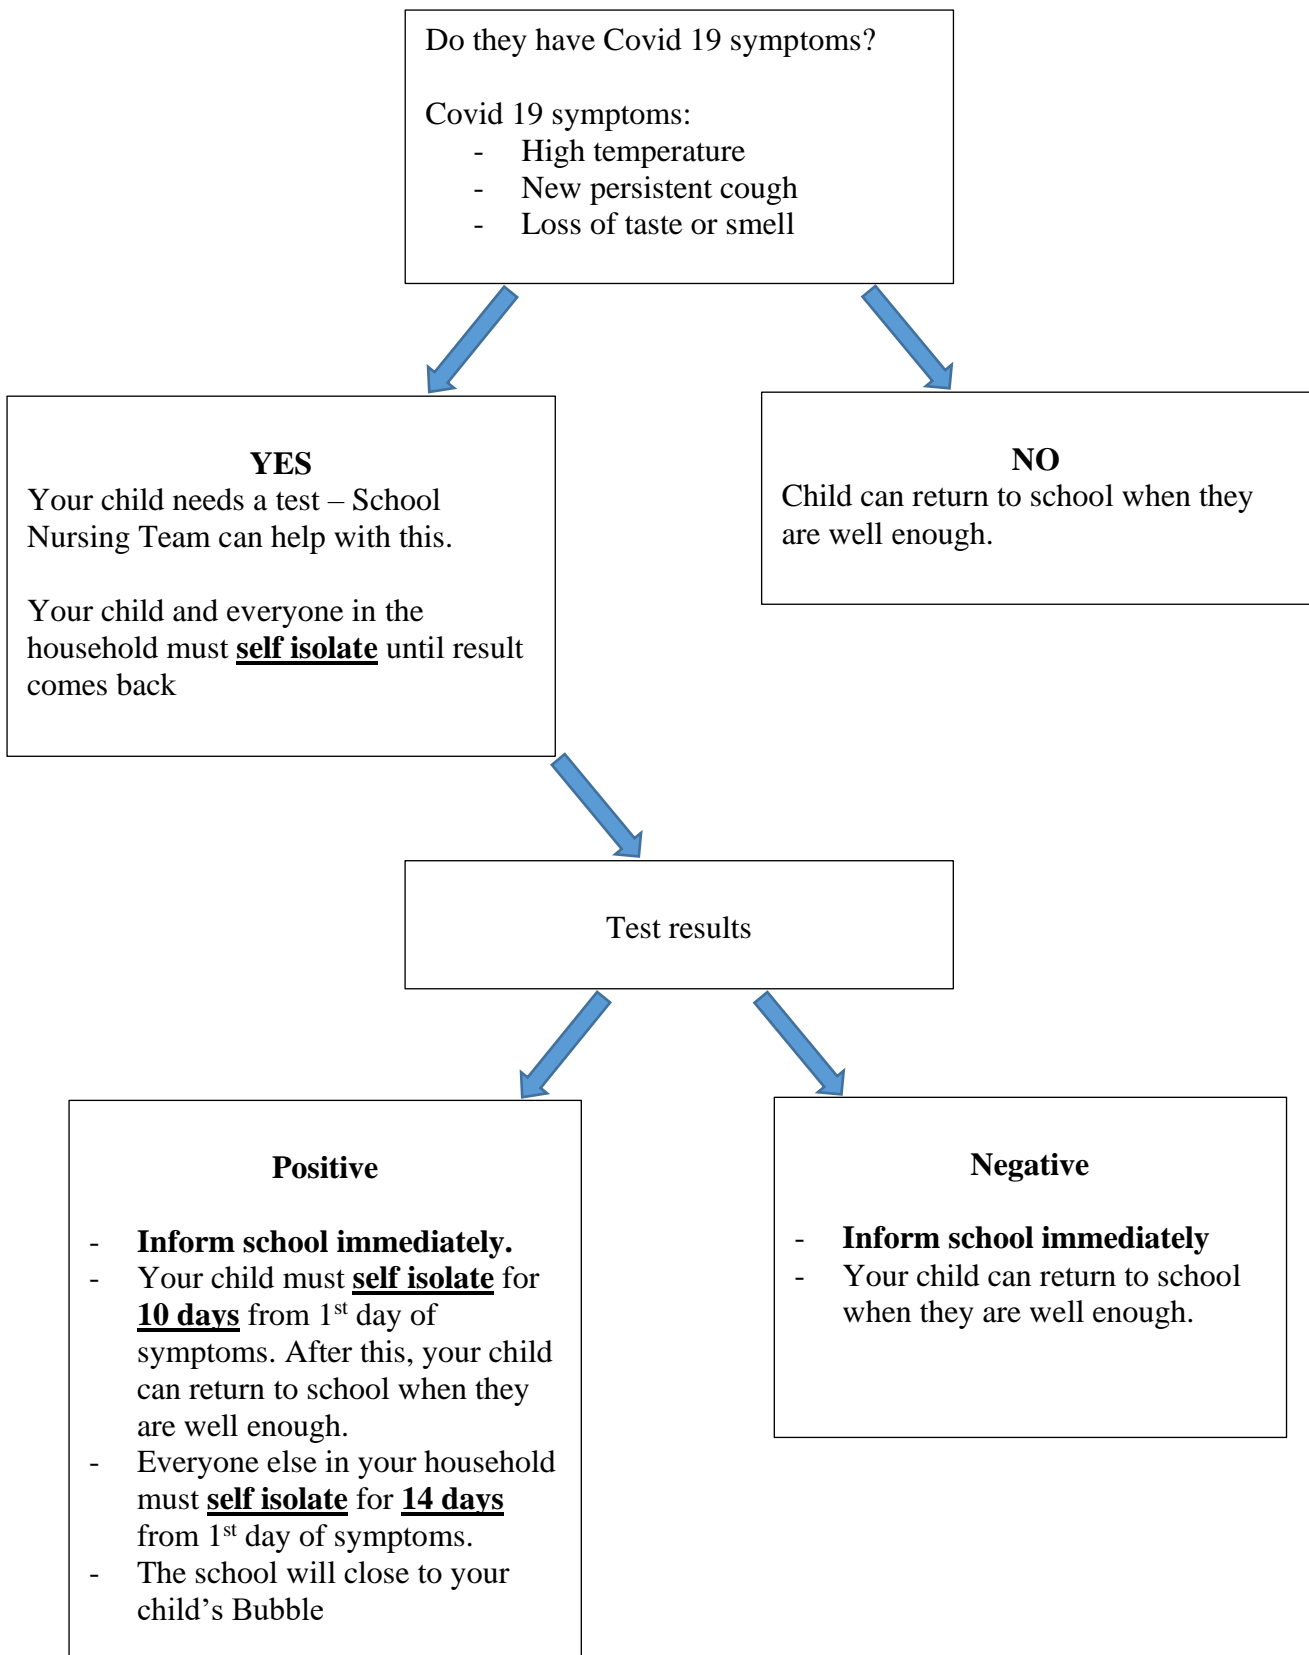 Do they have Covid 19 symptoms?
Covid 19 symptoms:
- High temperature
- New persistent cough
- Loss of taste or smell
YES
Your child needs a test – School
Nursing Team can help with this.
Your child and everyone in the
household must self isolate until result
comes back
NO
Child can return to school when they
are well enough.
Test results
Positive
- Inform school immediately.
- Your child must self isolate for
10 days from 1st day of
symptoms. After this, your child
can return to school when they
are well enough.
- Everyone else in your household
must self isolate for 14 days
from 1st day of symptoms.
- The school will close to your
child’s Bubble
Negative
- Inform school immediately
- Your child can return to school
when they are well enough.